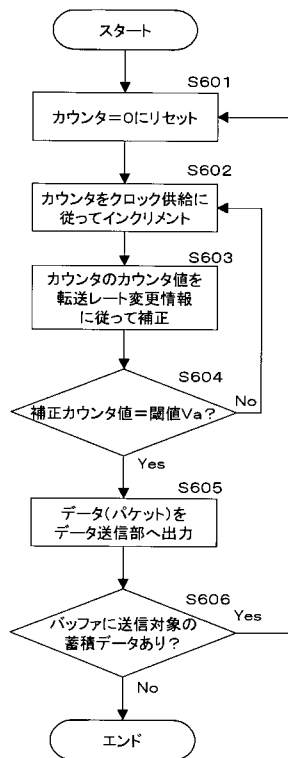 スタート
S601
カウンタ=0にリセット
S602
カウンタをクロック供給に
従ってインクリメント
S603
カウンタのカウンタ値を
転送レート変更情報
に従って補正
S604
補正カウンタ値=閾値Va?
No
Yes
S605
データ(パケット)を
データ送信部へ出力
S606
バッファに送信対象の
蓄積データあり?
Yes
No
エンド